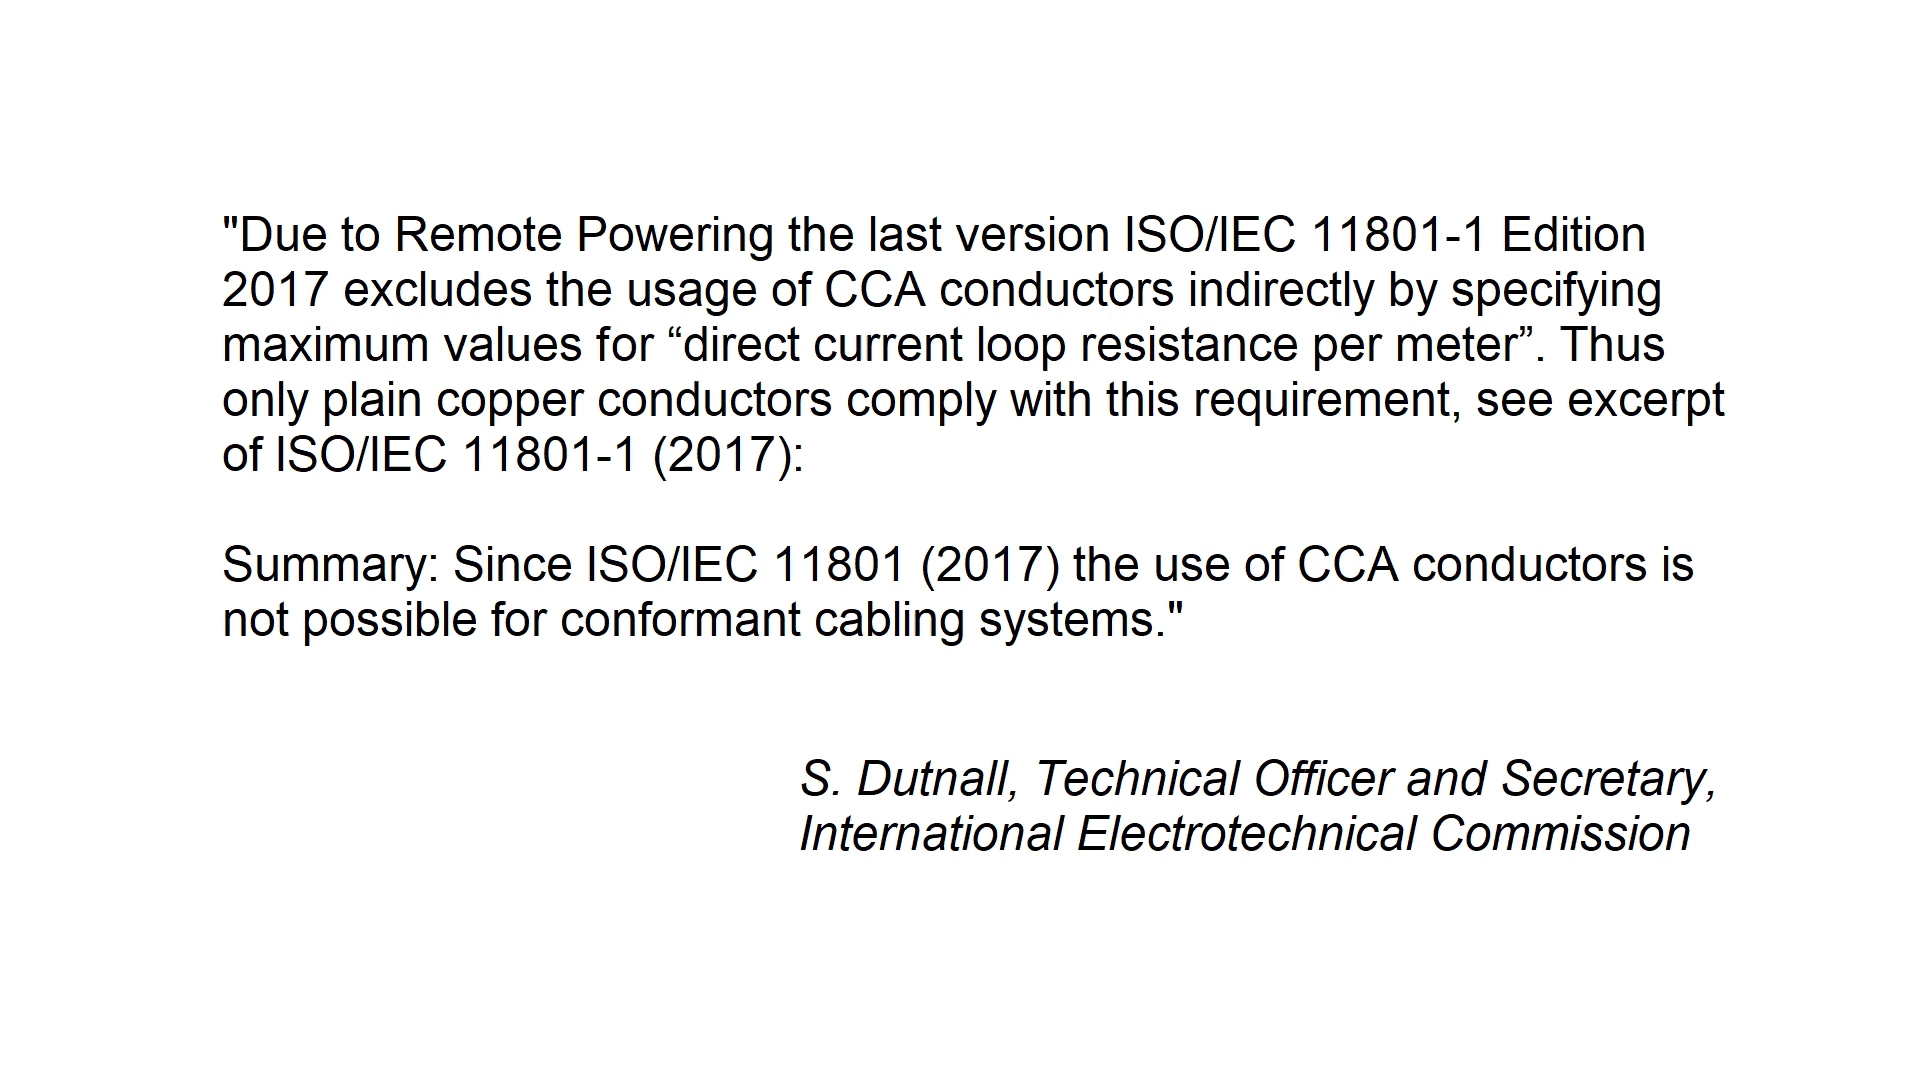 "Due to Remote Powering the last version ISO/IEC 11801-1 Edition
2017 excludes the usage of CCA conductors indirectly by specifying
maximum values for “direct current loop resistance per meter”. Thus
only plain copper conductors comply with this requirement, see excerpt
of ISO/IEC 11801-1 (2017):
Summary: Since ISO/IEC 11801 (2017) the use of CCA conductors is
not possible for conformant cabling systems."
S. Dutnall, Technical Officer and Secretary,
International Electrotechnical Commission